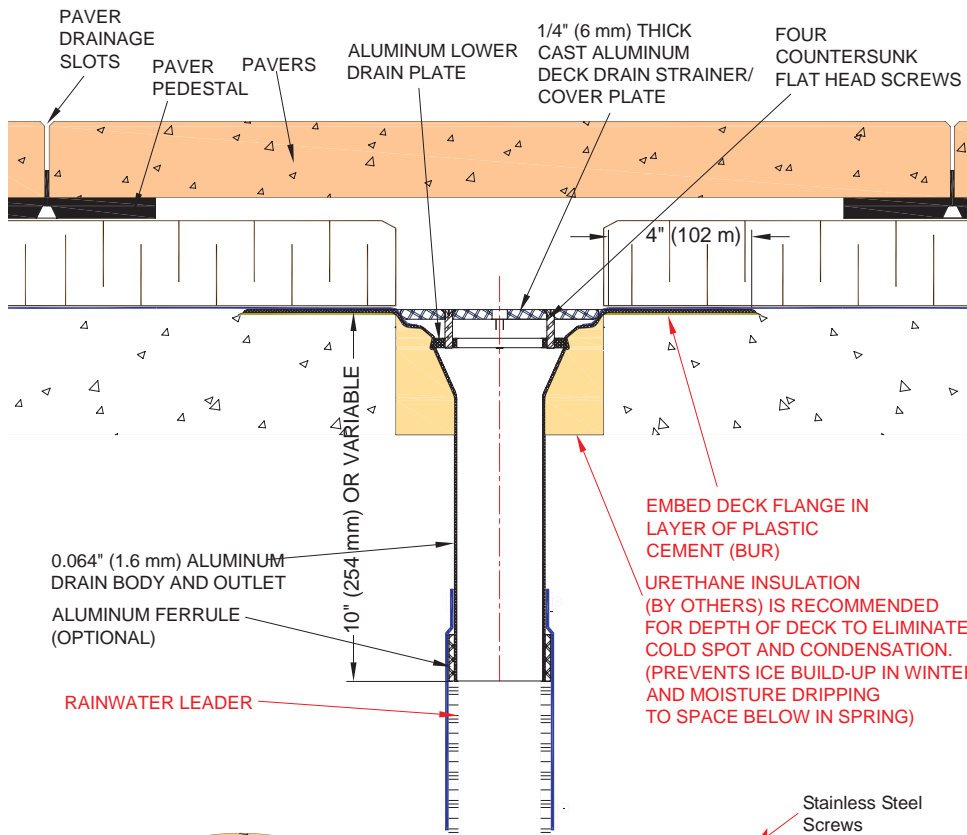 PAVER
DRAINAGE
SLOTS
PAVER
PEDESTAL
PAVERS
ALUMINUM LOWER
DRAIN PLATE
1/4" (6 mm) THICK
CAST ALUMINUM
DECK DRAIN STRAINER/
COVER PLATE
FOUR
COUNTERSUNK
FLAT HEAD SCREWS
4" (102 m)
10" (254 mm) OR VARIABLE
0.064" (1.6 mm) ALUMINUM
DRAIN BODY AND OUTLET
ALUMINUM FERRULE
(OPTIONAL)
RAINWATER LEADER
EMBED DECK FLANGE IN
LAYER OF PLASTIC
CEMENT (BUR)
URETHANE INSULATION
(BY OTHERS) IS RECOMMENDED
FOR DEPTH OF DECK TO ELIMINATE
COLD SPOT AND CONDENSATION.
(PREVENTS ICE BUILD-UP IN WINTER
AND MOISTURE DRIPPING
TO SPACE BELOW IN SPRING)
Stainless Steel
Screws